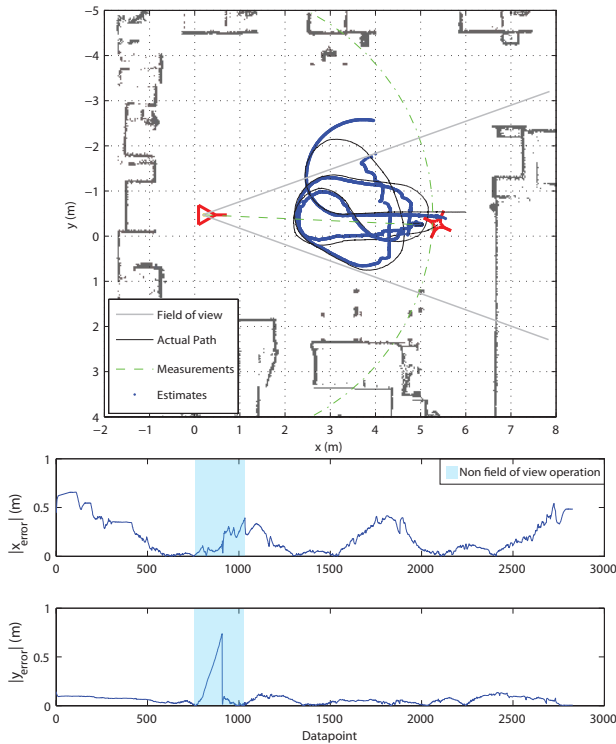 −5
−4
−3
−2
−1
0
1
2
3
4
y (m)
Field of view
Actual Path
Measurements
Estimates
−2 −1 0 1 2 3 4 5 6 7 8
x (m)
1
0.5
0
|x_error| (m)
Non field of view operation
0 500 1000 1500 2000 2500 3000
1
0.5
0
|y_error| (m)
0 500 1000 1500 2000 2500 3000
Datapoint